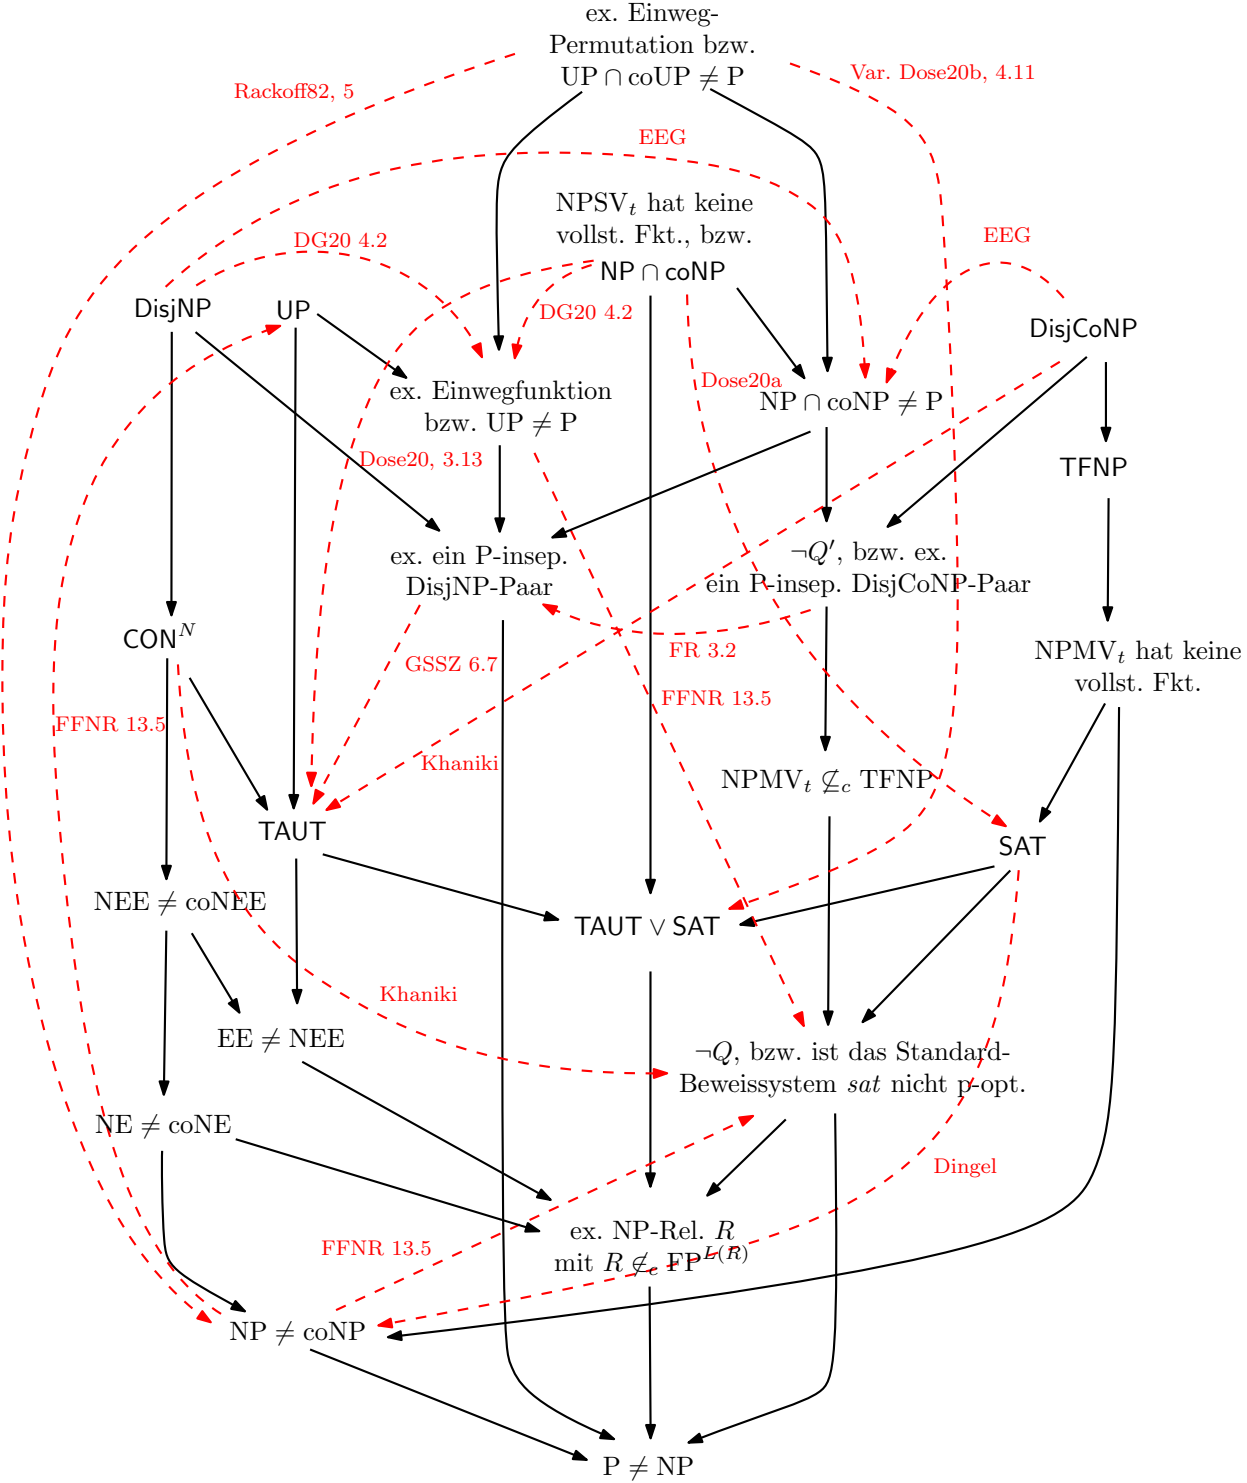 ex. Einweg-
Permutation bzw.
UP ∩ coUP ≠ P
Rackoff82, 5
Var. Dose20b, 4.11
EEG
NPSVₜ hat keine
vollst. Fkt., bzw.
NP ∩ coNP
DG20 4.2
EEG
DisjNP
UP
DG20 4.2
DisjCoNP
ex. Einwegfunktion
bzw. UP ≠ P
Dose20a
NP ∩ coNP ≠ P
Dose20, 3.13
TFNP
ex. ein P-insep.
DisjNP-Paar
¬Q′, bzw. ex.
ein P-insep. DisjCoNP-Paar
CONᴺ
FR 3.2
NPMVₜ hat keine
vollst. Fkt.
GSSZ 6.7
FFNR 13.5
FFNR 13.5
Khaniki
NPMVₜ ⊈_c TFNP
TAUT
SAT
NEE ≠ coNEE
TAUT ∨ SAT
Khaniki
EE ≠ NEE
¬Q, bzw. ist das Standard-
Beweissystem sat nicht p-opt.
NE ≠ coNE
Dingel
ex. NP-Rel. R
mit R ∉_c FP^{L(R)}
FFNR 13.5
NP ≠ coNP
P ≠ NP